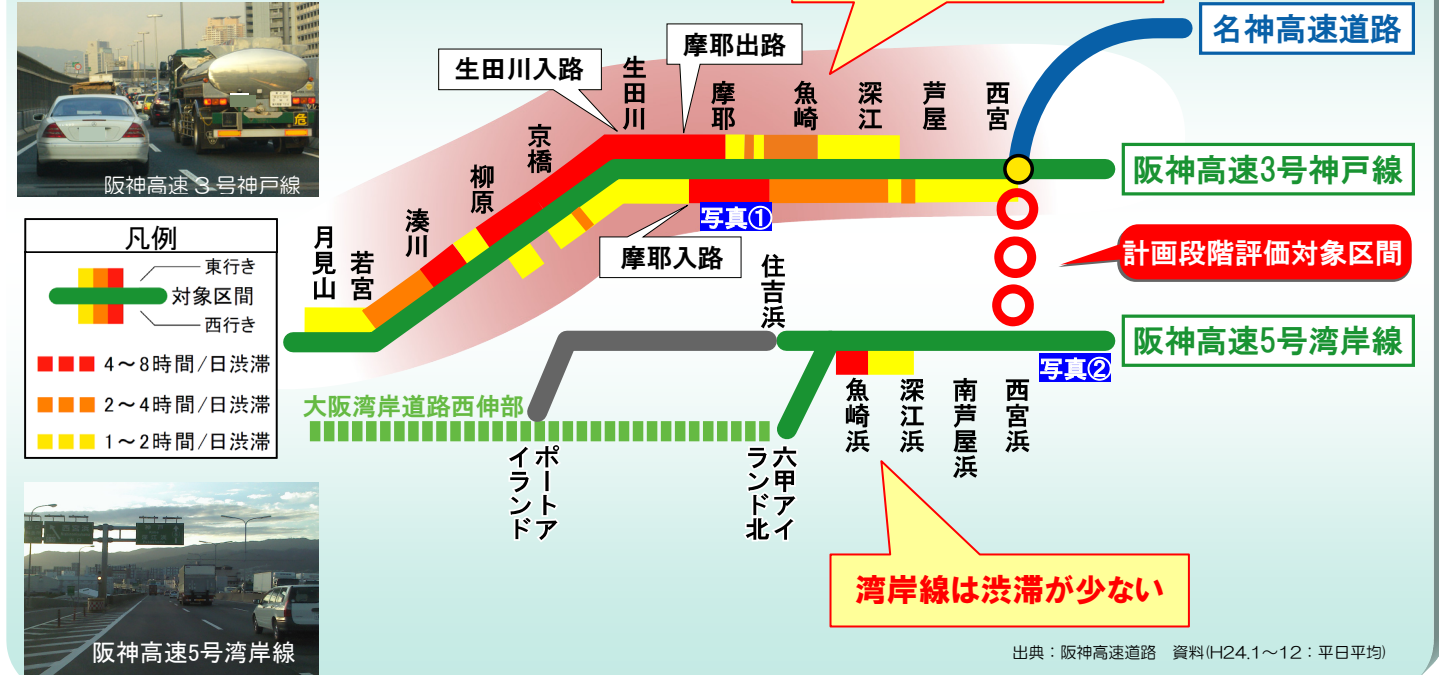 名神高速道路
摩耶出路
生田川入路
生田川
摩耶
魚崎
深江
芦屋
西宮
京橋
柳原
湊川
月見山
若宮
阪神高速3号神戸線
阪神高速3号神戸線
写真①
摩耶入路
計画段階評価対象区間
凡例
東行き
対象区間
西行き
4～8時間/日渋滞
2～4時間/日渋滞
1～2時間/日渋滞
住吉浜
阪神高速5号湾岸線
写真②
大阪湾岸道路西伸部
魚崎浜
深江浜
南芦屋浜
西宮浜
ポートア
イランド
六甲アイ
ランド北
湾岸線は渋滞が少ない
阪神高速5号湾岸線
出典：阪神高速道路　資料(H24.1～12：平日平均)
危